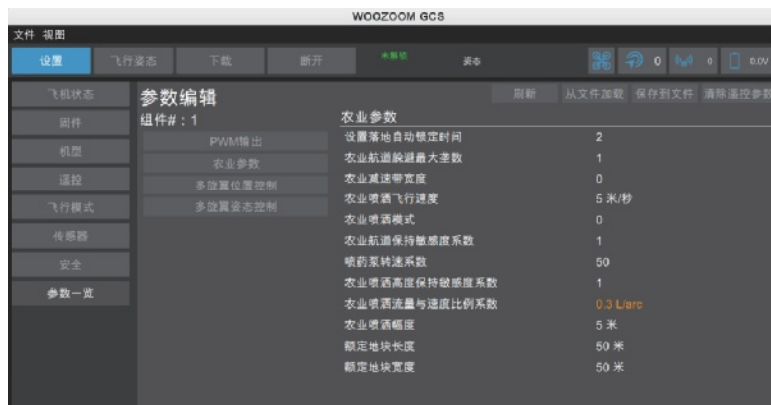 WOOZOOM GCS
文件 视图
设置 飞行姿态 下载 断开 未解锁 姿态 0 0 0.0V
飞机状态
固件
机型
遥控
飞行模式
传感器
安全
参数一览
参数编辑
组件# : 1
刷新 从文件加载 保存到文件 清除遥控参数
PWM输出
农业参数
多旋翼位置控制
多旋翼姿态控制
农业参数
设置落地自动锁定时间 2
农业航道躲避最大垄数 1
农业减速带宽度 0
农业喷洒飞行速度 5 米/秒
农业喷洒模式 0
农业航道保持敏感度系数 1
喷药泵转速系数 50
农业喷洒高度保持敏感度系数 1
农业喷洒流量与速度比例系数 0.3 L/arc
农业喷洒幅度 5 米
额定地块长度 50 米
额定地块宽度 50 米